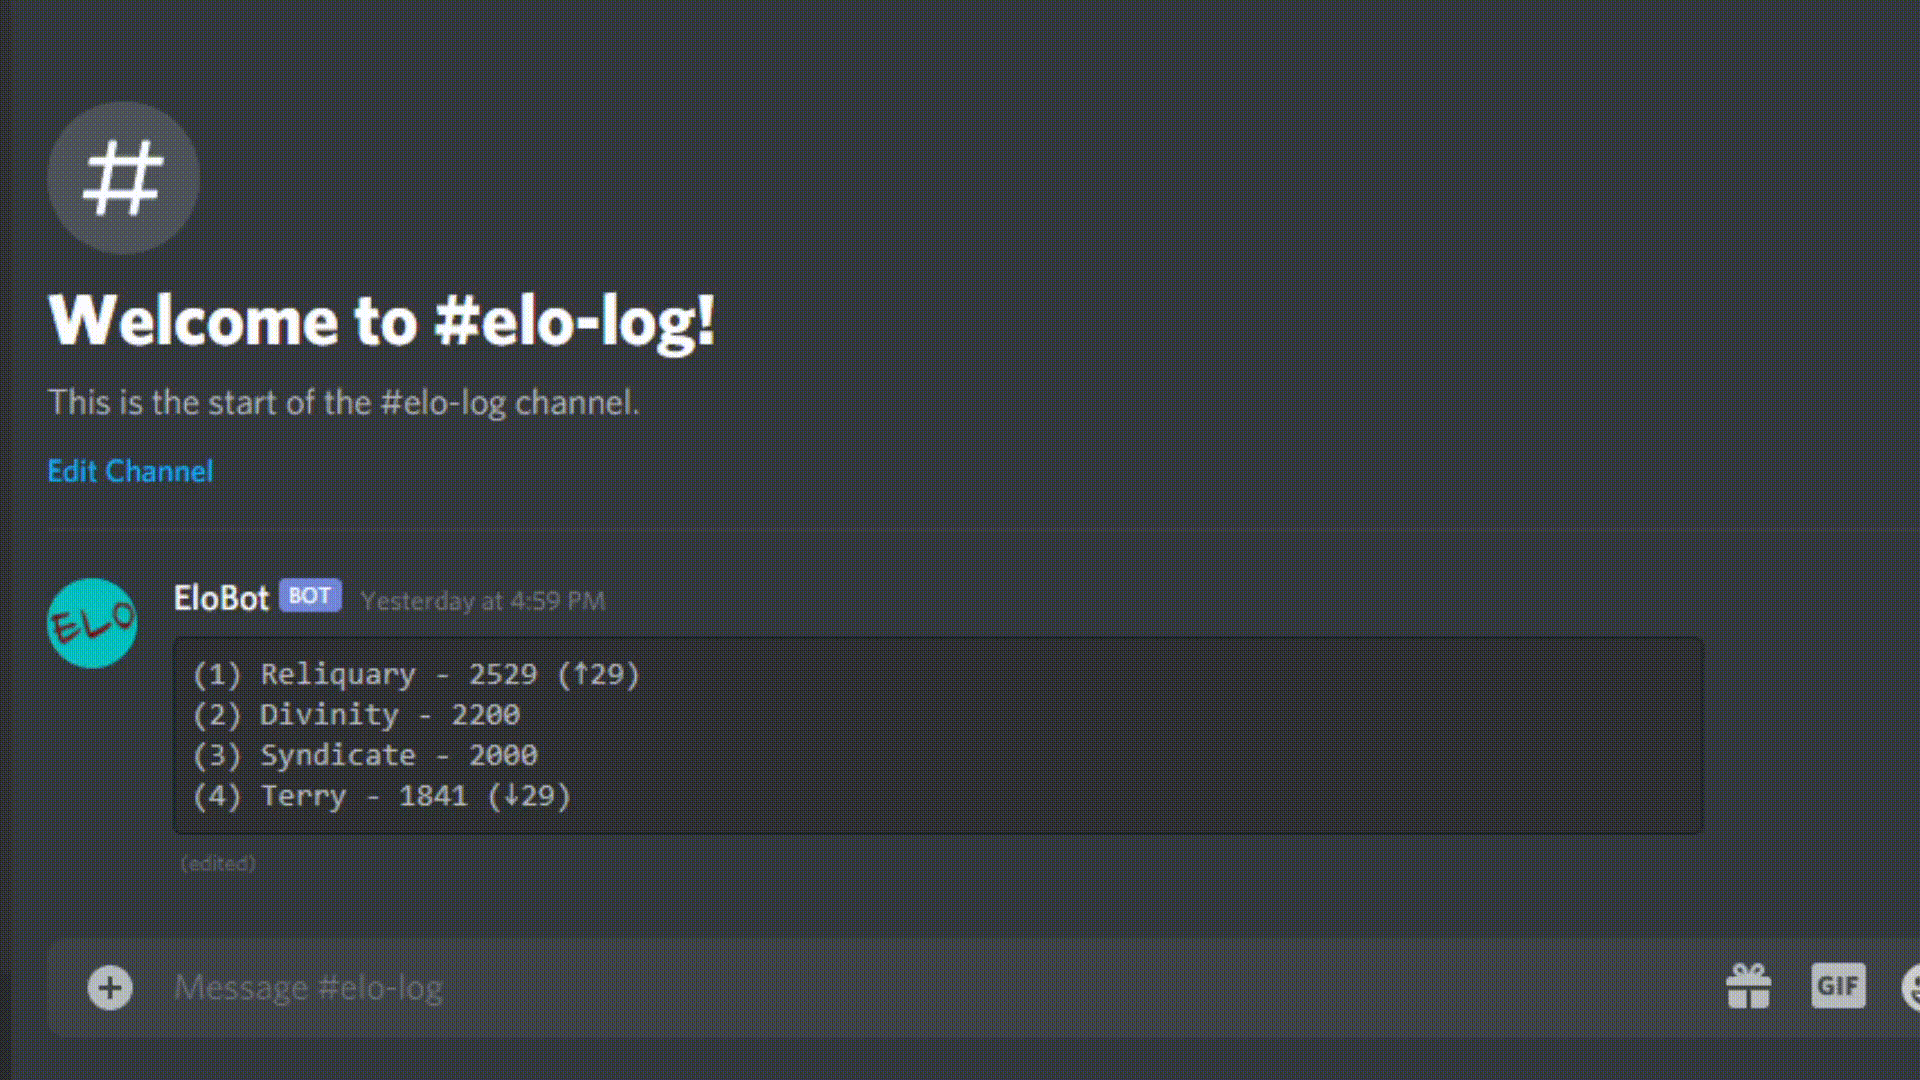 #
Welcome to #elo-log!
This is the start of the #elo-log channel.
Edit Channel
ELO
EloBot BOT Yesterday at 4:59 PM
(1) Reliquary - 2529 (↑29)
(2) Divinity - 2200
(3) Syndicate - 2000
(4) Terry - 1841 (↓29)
(edited)
Message #elo-log
GIF